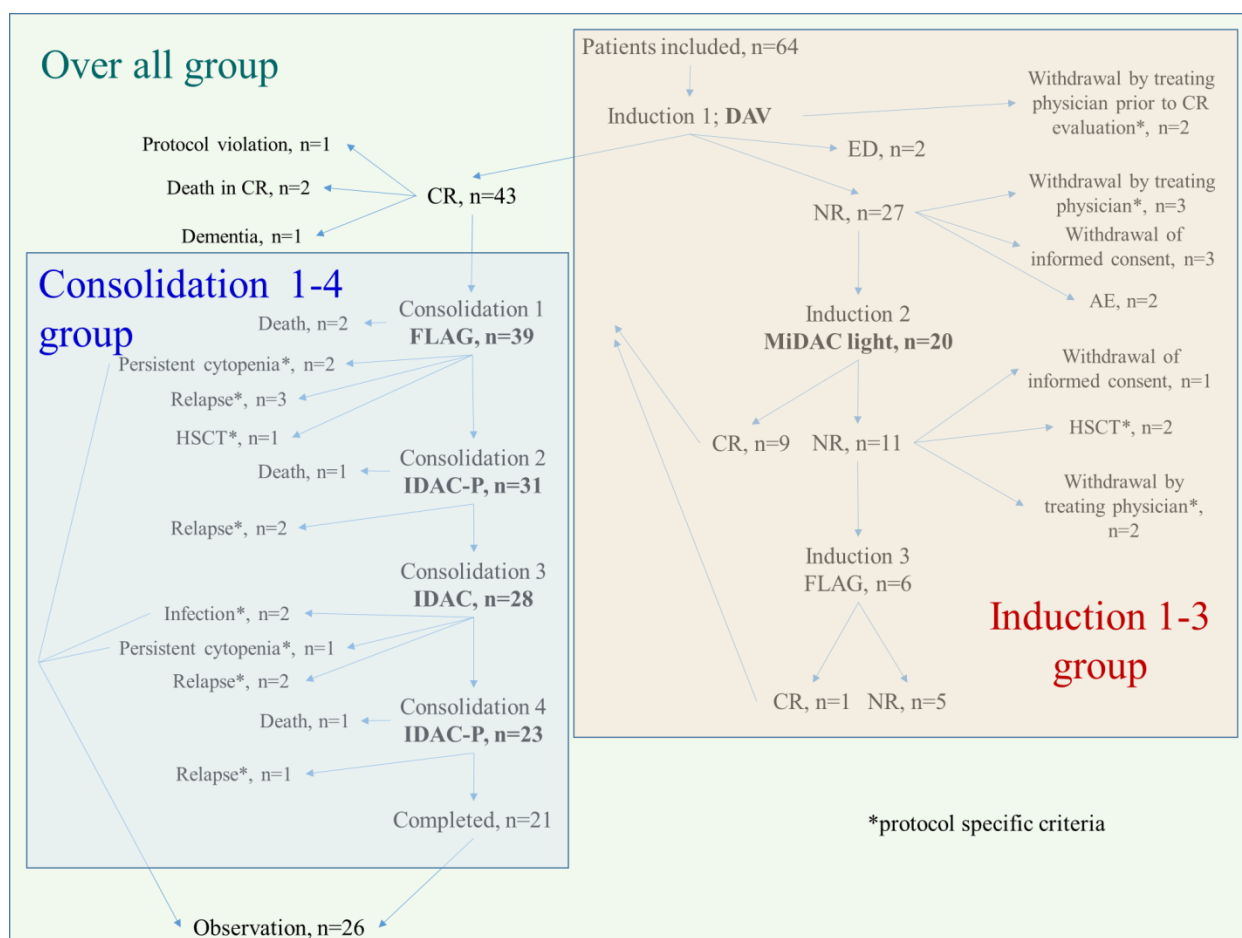 Over all group
Patients included, n=64
Induction 1; DAV
Withdrawal by treating
physician prior to CR
evaluation*, n=2
ED, n=2
NR, n=27
Withdrawal by treating
physician*, n=3
Withdrawal of
informed consent, n=3
AE, n=2
Induction 2
MiDAC light, n=20
Withdrawal of
informed consent, n=1
HSCT*, n=2
Withdrawal by
treating physician*,
n=2
CR, n=9
NR, n=11
Induction 3
FLAG, n=6
Induction 1-3
group
CR, n=1
NR, n=5
Protocol violation, n=1
Death in CR, n=2
Dementia, n=1
CR, n=43
Consolidation 1-4
group
Consolidation 1
FLAG, n=39
Death, n=2
Persistent cytopenia*, n=2
Relapse*, n=3
HSCT*, n=1
Consolidation 2
IDAC-P, n=31
Death, n=1
Relapse*, n=2
Consolidation 3
IDAC, n=28
Infection*, n=2
Persistent cytopenia*, n=1
Relapse*, n=2
Consolidation 4
IDAC-P, n=23
Death, n=1
Relapse*, n=1
Completed, n=21
*protocol specific criteria
Observation, n=26